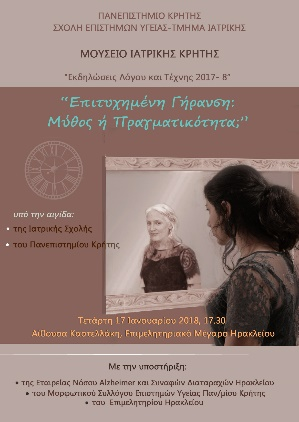 ΠΑΝΕΠΙΣΤΗΜΙΟ ΚΡΗΤΗΣ
ΣΧΟΛΗ ΕΠΙΣΤΗΜΩΝ ΥΓΕΙΑΣ-ΤΜΗΜΑ ΙΑΤΡΙΚΗΣ
ΜΟΥΣΕΙΟ ΙΑΤΡΙΚΗΣ ΚΡΗΤΗΣ
"Εκδηλώσεις Λόγου και Τέχνης 2017- 8"
"Επιτυχημένη Γήρανση:
Μύθος ή Πραγματικότητα;"
υπό την αιγίδα:
• της Ιατρικής Σχολής
• του Πανεπιστημίου Κρήτης
Τετάρτη 17 Ιανουαρίου 2018, 17.30
Αίθουσα Καστελλάκη, Επιμελητηριακό Μέγαρο Ηρακλείου
Με την υποστήριξη:
• της Εταιρείας Νόσου Alzheimer και Συναφών Διαταραχών Ηρακλείου
• του Μορφωτικού Συλλόγου Επιστημών Υγείας Παν/μίου Κρήτης
• του Επιμελητηρίου Ηρακλείου